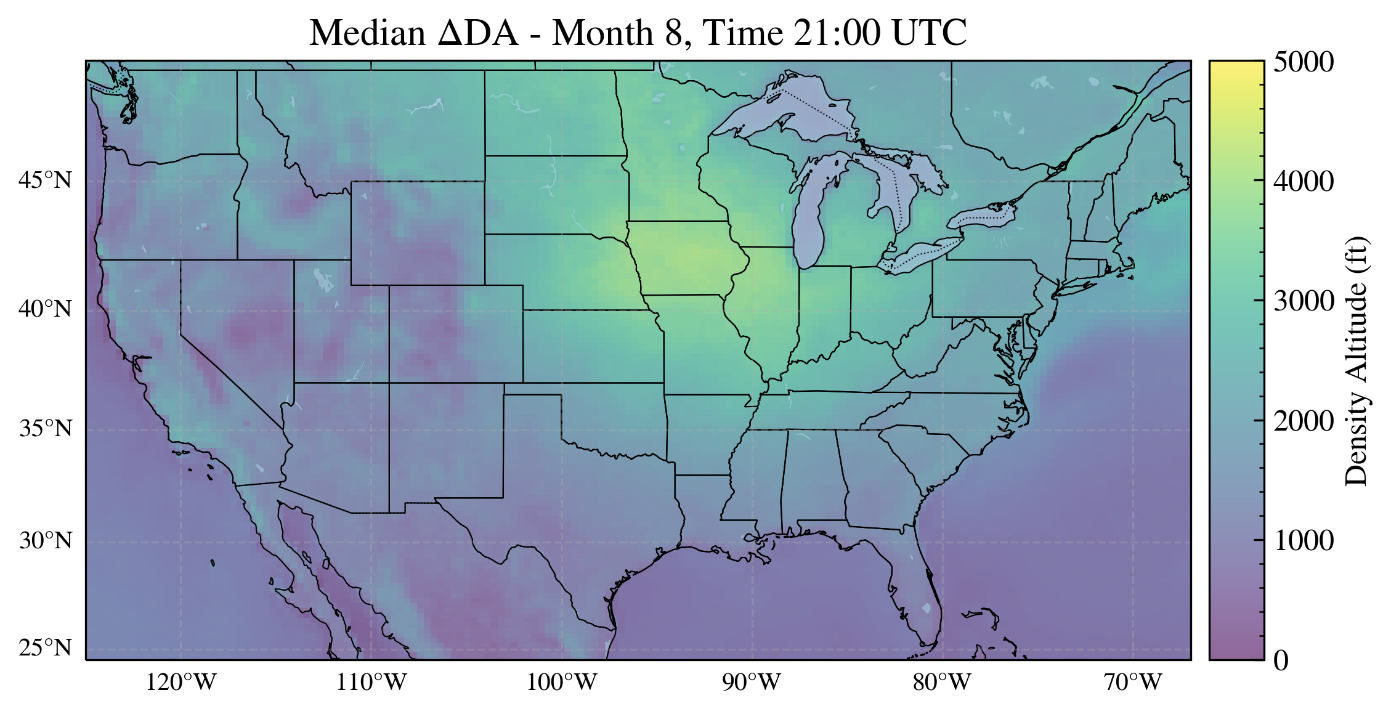 Median ΔDA - Month 8, Time 21:00 UTC
45°N
40°N
35°N
30°N
25°N
120°W 110°W 100°W 90°W 80°W 70°W
5000
4000
3000
2000
1000
0
Density Altitude (ft)